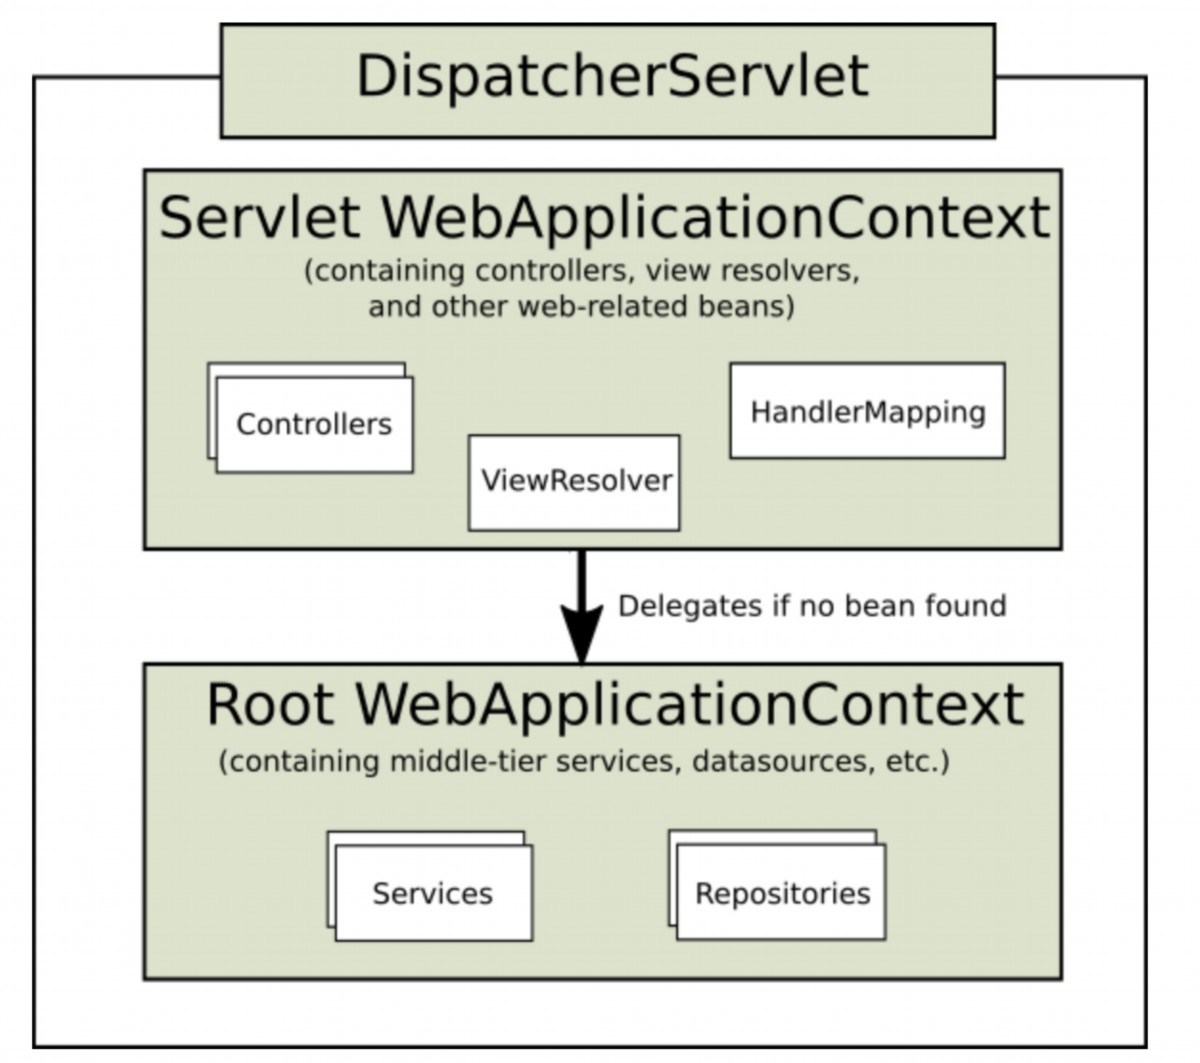 DispatcherServlet
Servlet WebApplicationContext
(containing controllers, view resolvers,
and other web-related beans)
Controllers
HandlerMapping
ViewResolver
Delegates if no bean found
Root WebApplicationContext
(containing middle-tier services, datasources, etc.)
Services
Repositories